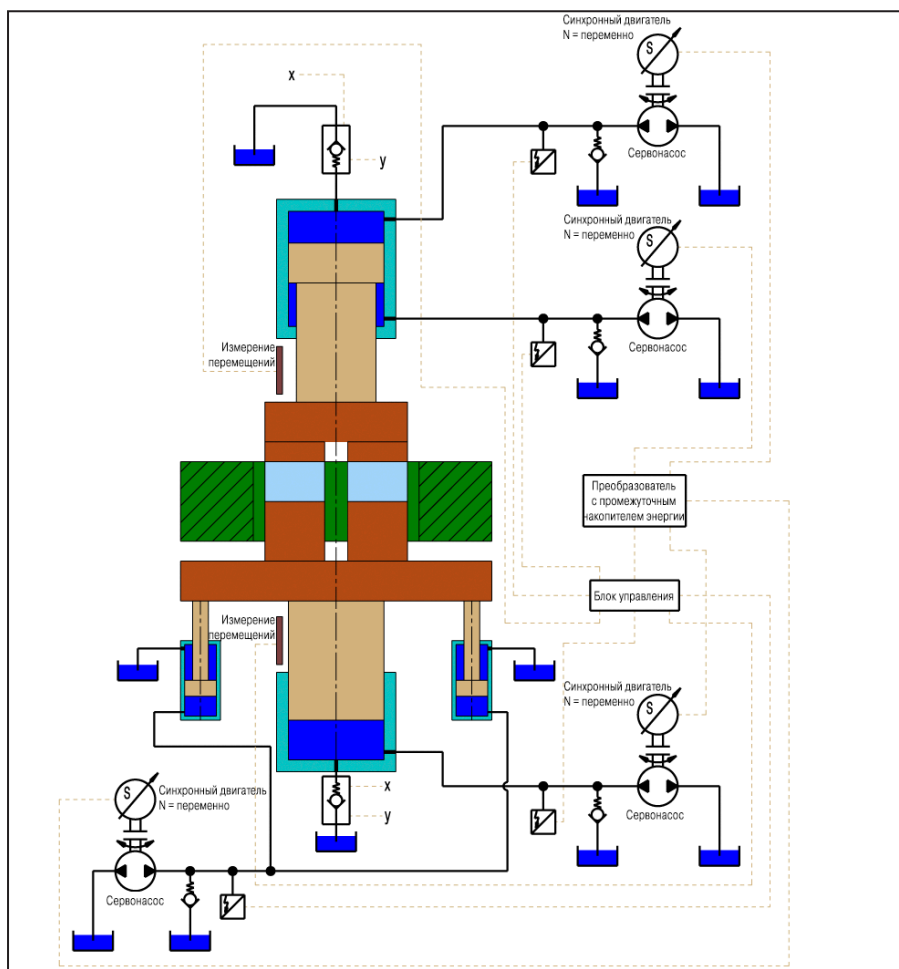 Синхронный двигатель
N = переменно
S
Сервонасос
x
y
Синхронный двигатель
N = переменно
S
Сервонасос
Измерение
перемещений
Преобразователь
с промежуточным
накопителем энергии
Блок управления
Измерение
перемещений
Синхронный двигатель
N = переменно
S
Сервонасос
x
y
Синхронный двигатель
N = переменно
S
Сервонасос